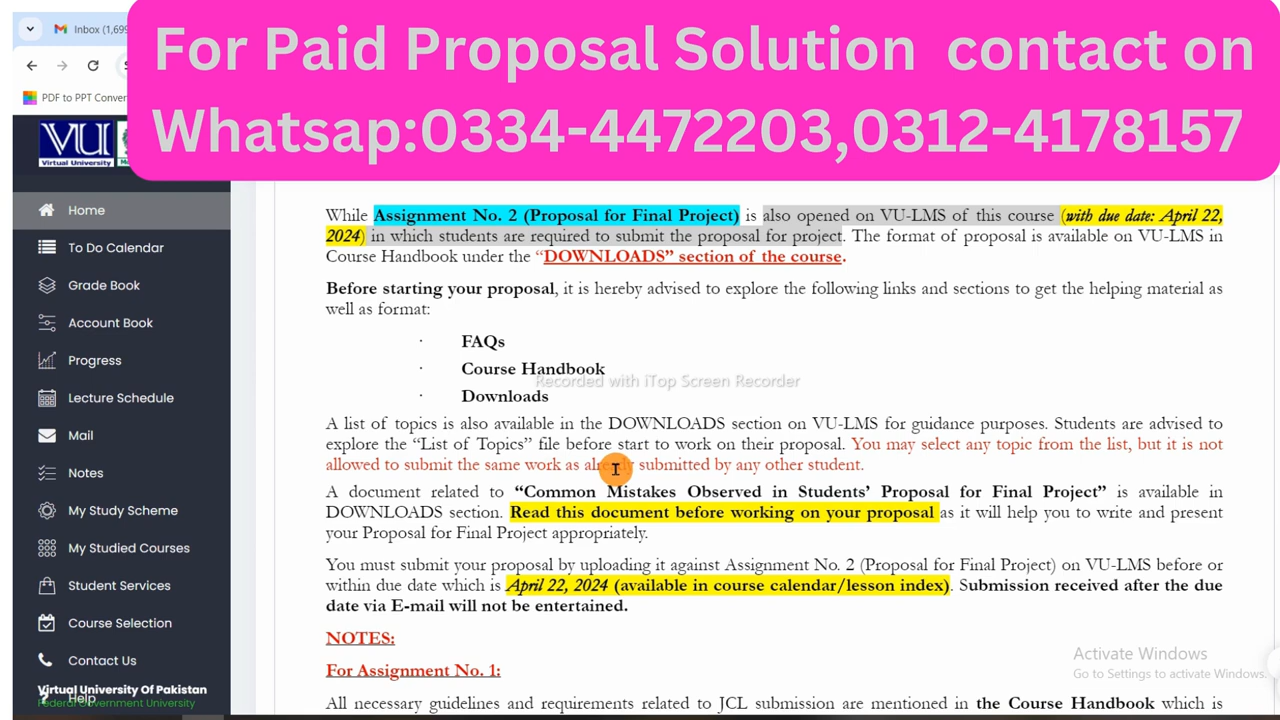 Inbox (1,69
For Paid Proposal Solution contact on
Whatsap:0334-4472203,0312-4178157
PDF to PPT Conver
VU
Virtual University
Home
To Do Calendar
Grade Book
Account Book
Progress
Lecture Schedule
Mail
Notes
My Study Scheme
My Studied Courses
Student Services
Course Selection
Contact Us
Help
Virtual University Of Pakistan
Federal Government University
While Assignment No. 2 (Proposal for Final Project) is also opened on VU-LMS of this course (with due date: April 22,
2024) in which students are required to submit the proposal for project. The format of proposal is available on VU-LMS in
Course Handbook under the “DOWNLOADS” section of the course.
Before starting your proposal, it is hereby advised to explore the following links and sections to get the helping material as
well as format:
· FAQs
· Course Handbook
Recorded with iTop Screen Recorder
· Downloads
A list of topics is also available in the DOWNLOADS section on VU-LMS for guidance purposes. Students are advised to
explore the “List of Topics” file before start to work on their proposal. You may select any topic from the list, but it is not
allowed to submit the same work as already submitted by any other student.
A document related to “Common Mistakes Observed in Students’ Proposal for Final Project” is available in
DOWNLOADS section. Read this document before working on your proposal as it will help you to write and present
your Proposal for Final Project appropriately.
You must submit your proposal by uploading it against Assignment No. 2 (Proposal for Final Project) on VU-LMS before or
within due date which is April 22, 2024 (available in course calendar/lesson index). Submission received after the due
date via E-mail will not be entertained.
NOTES:
For Assignment No. 1:
All necessary guidelines and requirements related to JCL submission are mentioned in the Course Handbook which is
Activate Windows
Go to Settings to activate Windows.